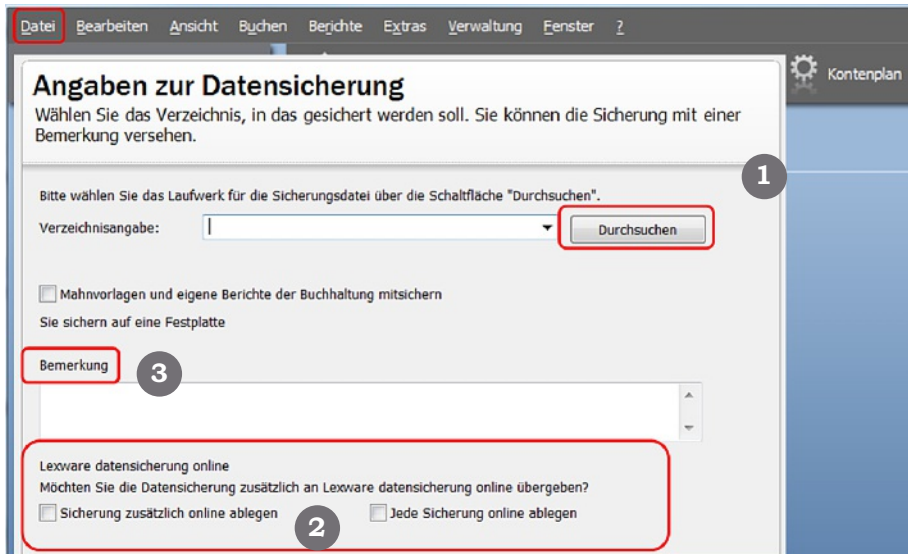 Datei Bearbeiten Ansicht Buchen Berichte Extras Verwaltung Fenster ?
Kontenplan
Angaben zur Datensicherung
Wählen Sie das Verzeichnis, in das gesichert werden soll. Sie können die Sicherung mit einer
Bemerkung versehen.
1
Bitte wählen Sie das Laufwerk für die Sicherungsdatei über die Schaltfläche "Durchsuchen".
Verzeichnisangabe:
Durchsuchen
Mahnvorlagen und eigene Berichte der Buchhaltung mitsichern
Sie sichern auf eine Festplatte
Bemerkung
3
Lexware datensicherung online
Möchten Sie die Datensicherung zusätzlich an Lexware datensicherung online übergeben?
Sicherung zusätzlich online ablegen
2
Jede Sicherung online ablegen